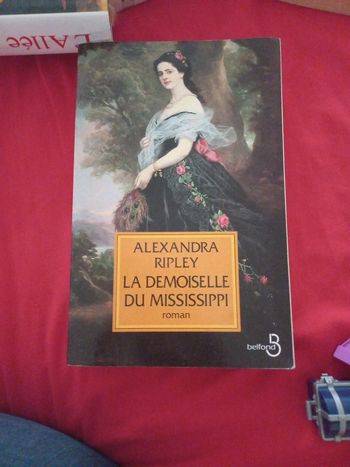 L'Allée
ALEXANDRA
RIPLEY
LA DEMOISELLE
DU MISSISSIPPI
roman
belfond